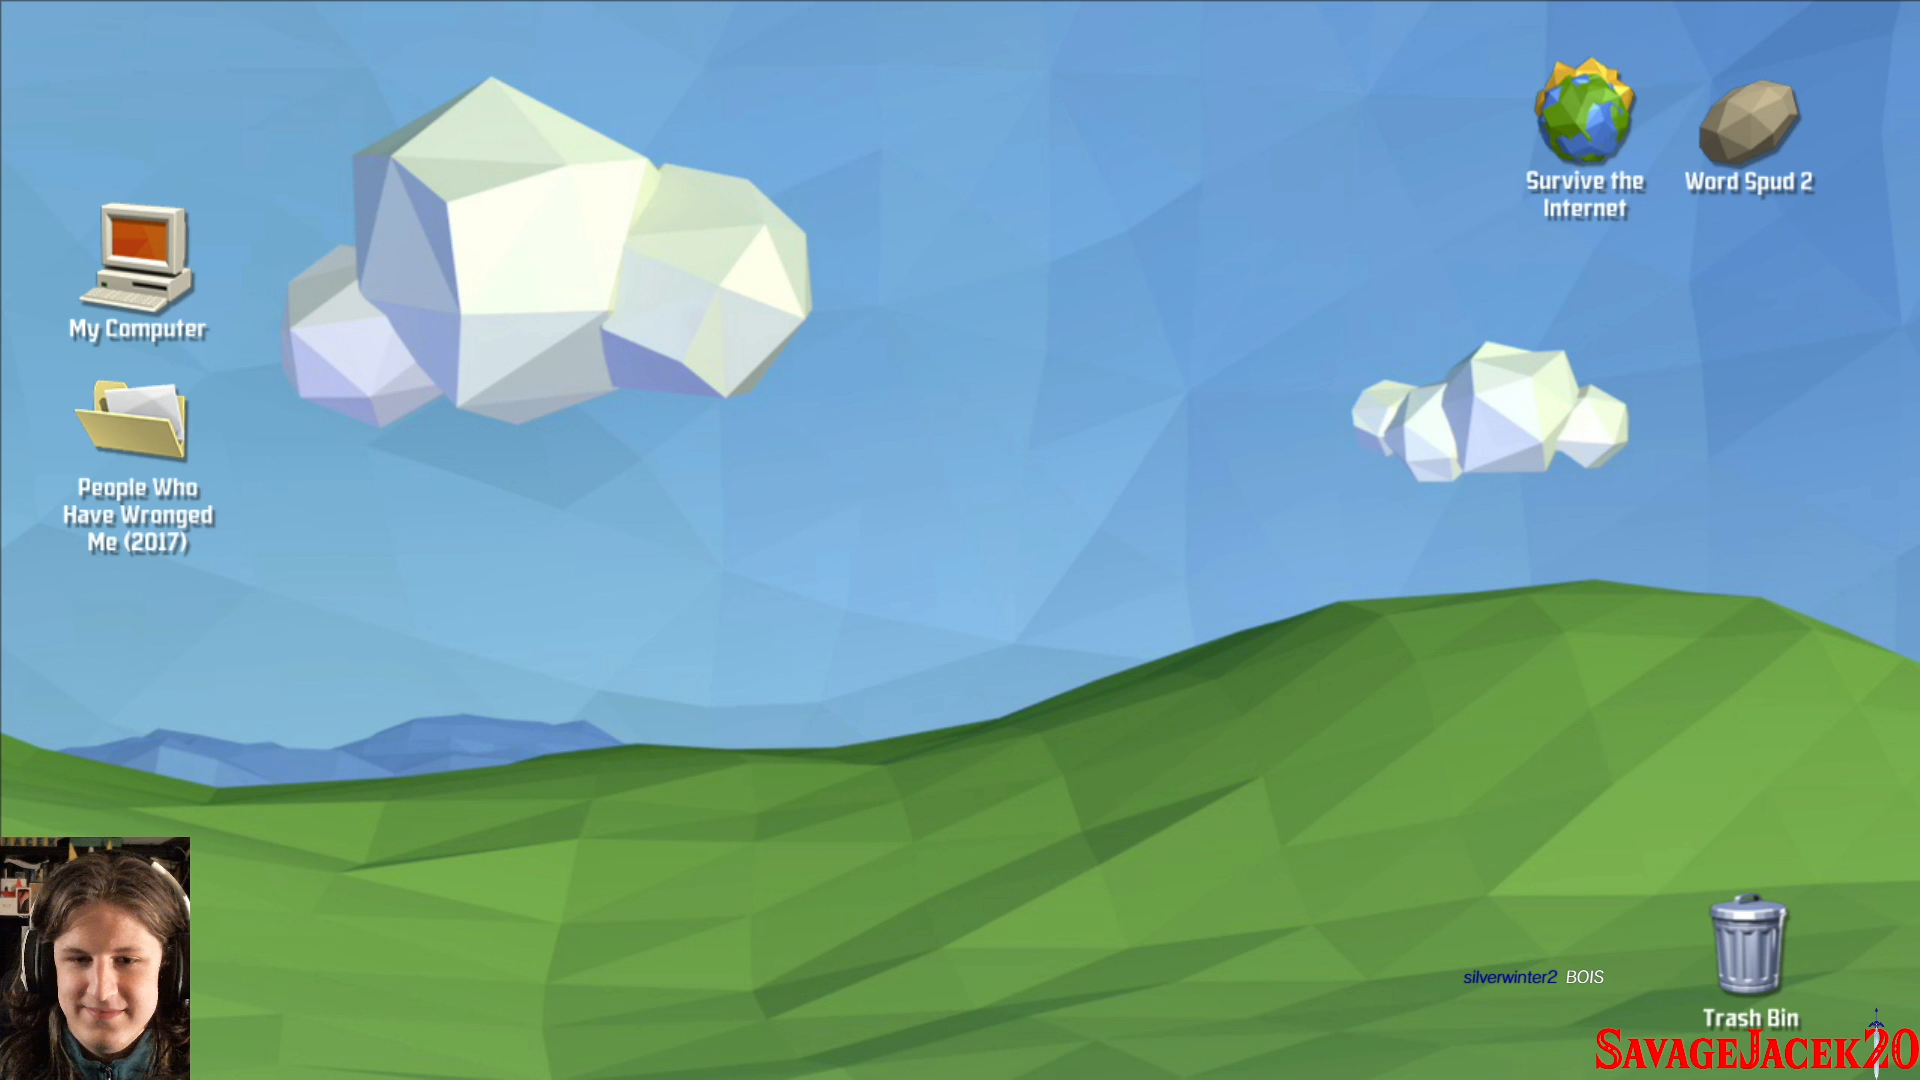 Survive the
Internet
Word Spud 2
My Computer
People Who
Have Wronged
Me (2017)
silverwinter2 BOIS
Trash Bin
SAVAGEJACEK20